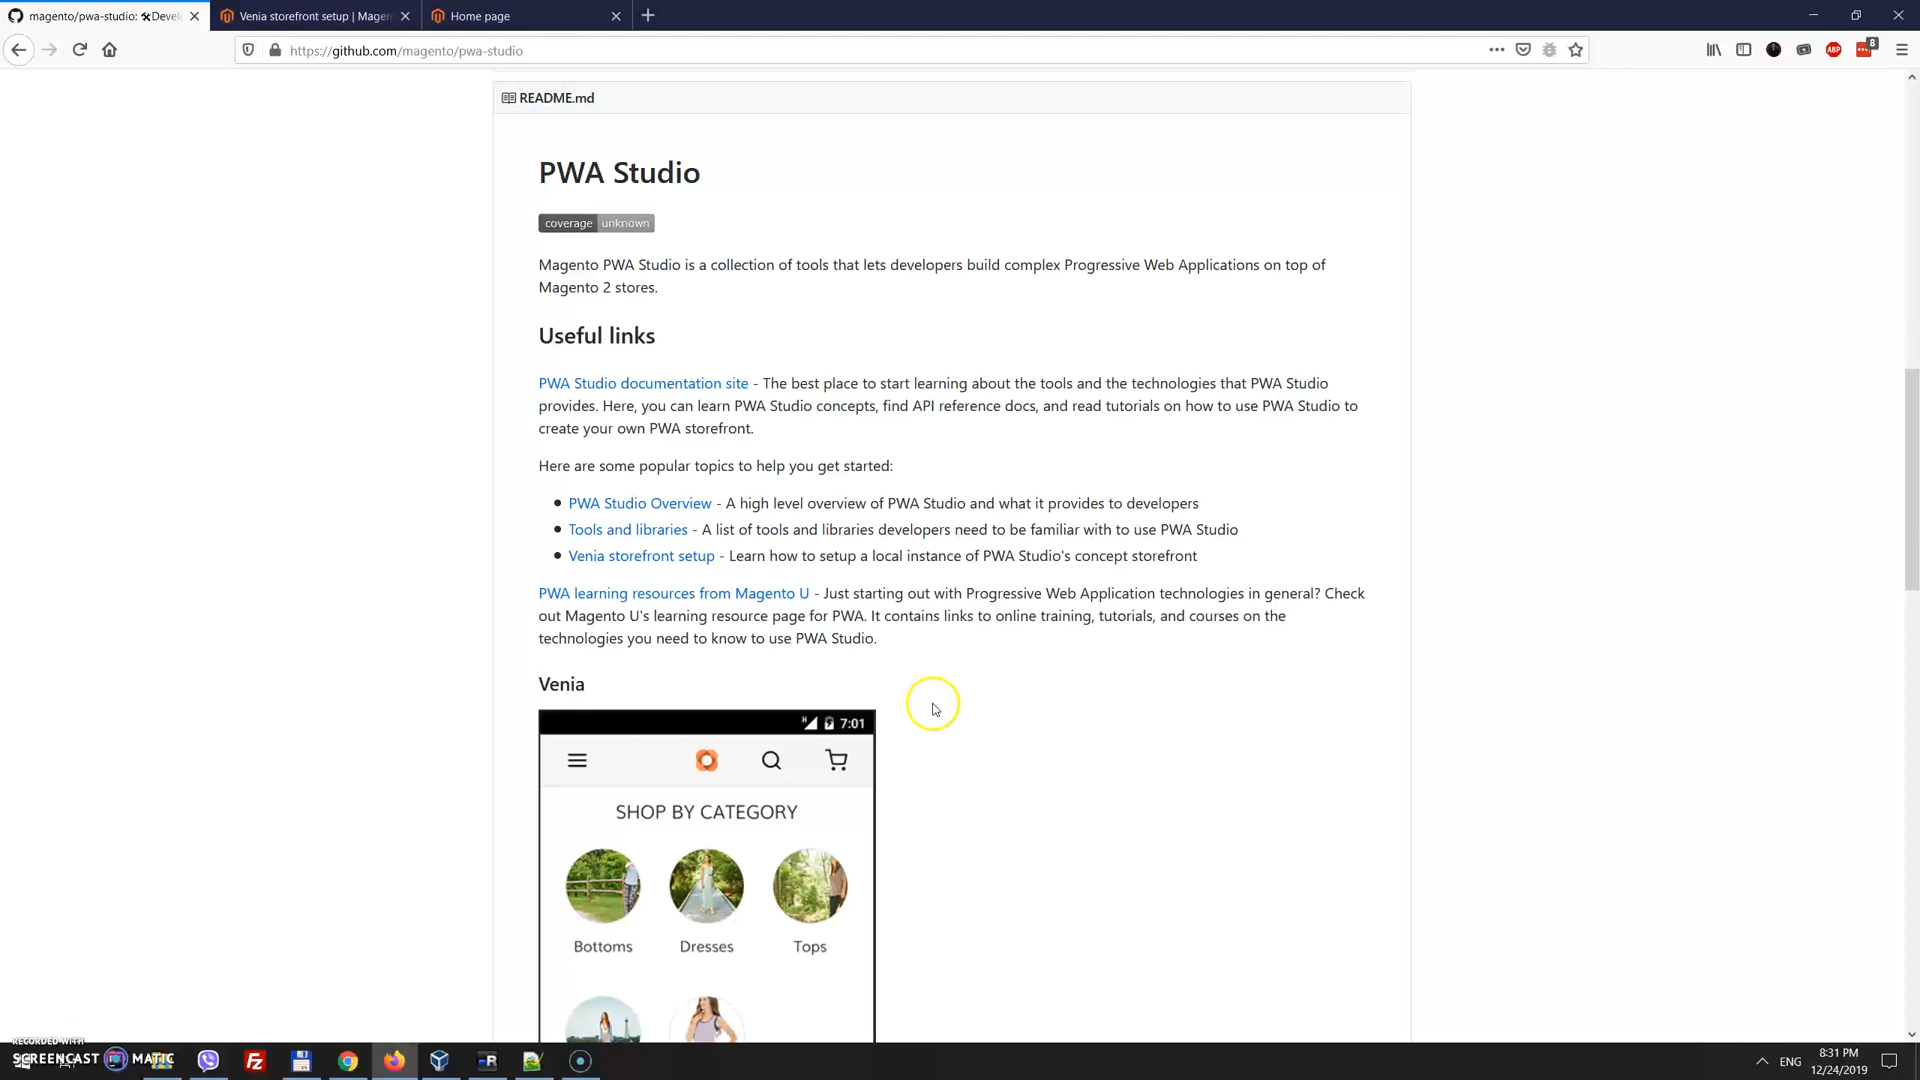 magento/pwa-studio: 🛠Devel
Venia storefront setup | Magen
Home page
https://github.com/magento/pwa-studio
ABP
8
README.md
PWA Studio
coverage unknown
Magento PWA Studio is a collection of tools that lets developers build complex Progressive Web Applications on top of
Magento 2 stores.
Useful links
PWA Studio documentation site - The best place to start learning about the tools and the technologies that PWA Studio
provides. Here, you can learn PWA Studio concepts, find API reference docs, and read tutorials on how to use PWA Studio to
create your own PWA storefront.
Here are some popular topics to help you get started:
PWA Studio Overview - A high level overview of PWA Studio and what it provides to developers
Tools and libraries - A list of tools and libraries developers need to be familiar with to use PWA Studio
Venia storefront setup - Learn how to setup a local instance of PWA Studio's concept storefront
PWA learning resources from Magento U - Just starting out with Progressive Web Application technologies in general? Check
out Magento U's learning resource page for PWA. It contains links to online training, tutorials, and courses on the
technologies you need to know to use PWA Studio.
Venia
H 7:01
SHOP BY CATEGORY
Bottoms Dresses Tops
RECORDED WITH
SCREENCAST MATIC
ENG
8:31 PM
12/24/2019